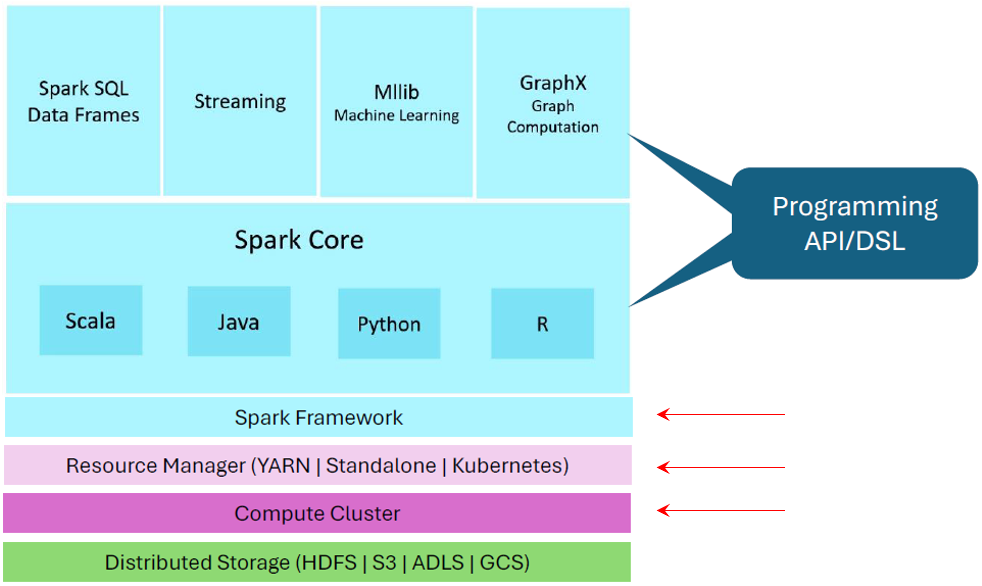 Spark SQL
Data Frames
Streaming
Mllib
Machine Learning
GraphX
Graph
Computation
Programming
API/DSL
Spark Core
Scala
Java
Python
R
Spark Framework
Resource Manager (YARN | Standalone | Kubernetes)
Compute Cluster
Distributed Storage (HDFS | S3 | ADLS | GCS)